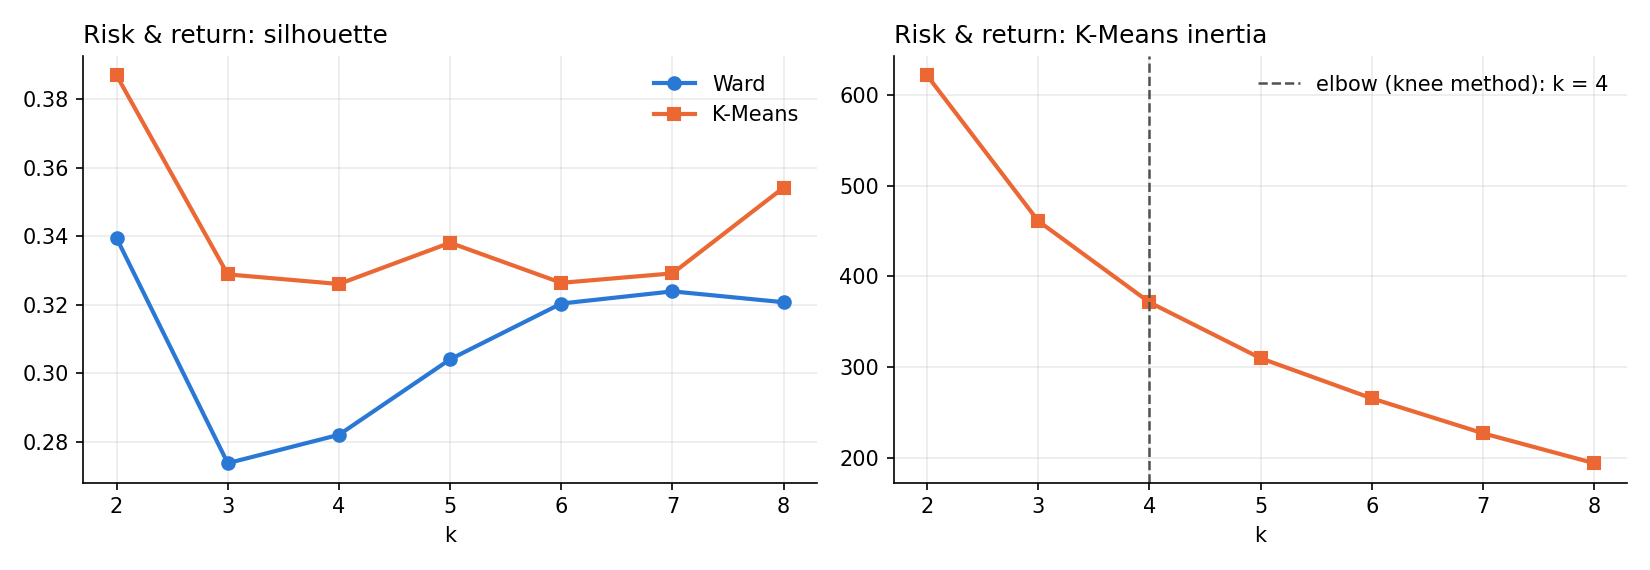 Risk & return: silhouette
Ward
K-Means
0.38
0.36
0.34
0.32
0.30
0.28
2 3 4 5 6 7 8
k
Risk & return: K-Means inertia
elbow (knee method): k = 4
600
500
400
300
200
2 3 4 5 6 7 8
k